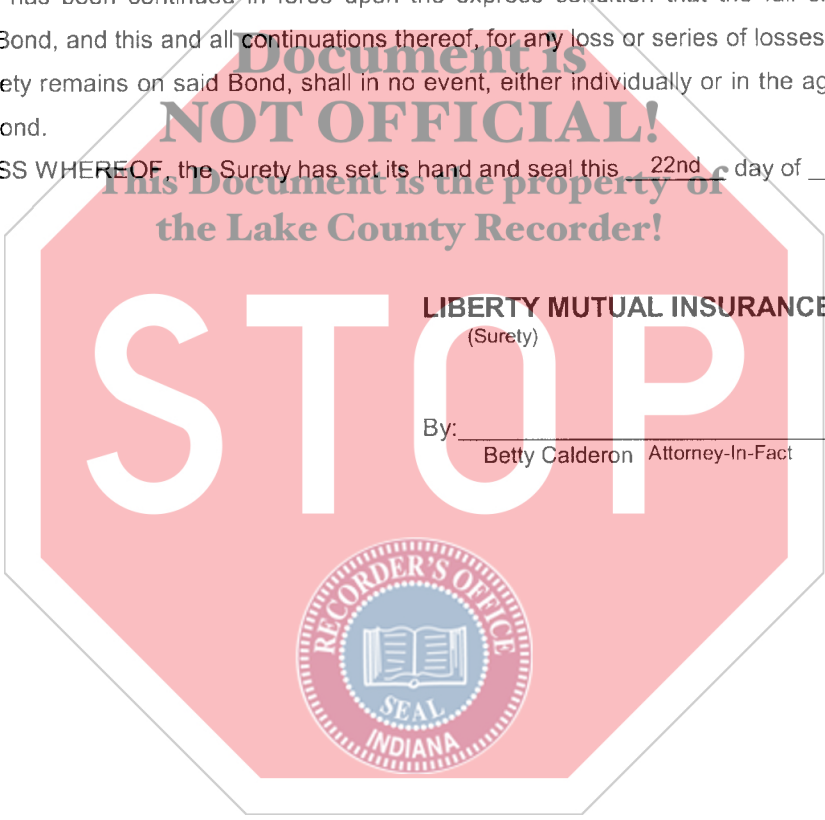 has been continued in force upon the express condition that the full
Bond, and this and all continuations thereof, for any loss or series of losses
Document is
ety remains on said Bond, shall in no event, either individually or in the ag
NOT OFFICIAL!
ond.
SS WHEREOF, the Surety has set its hand and seal this 22nd day of
This Document is the property of
the Lake County Recorder!
LIBERTY MUTUAL INSURANCE
(Surety)
STOP
By:
Betty Calderon Attorney-In-Fact
RECORDER'S OFFICE
SEAL
INDIANA